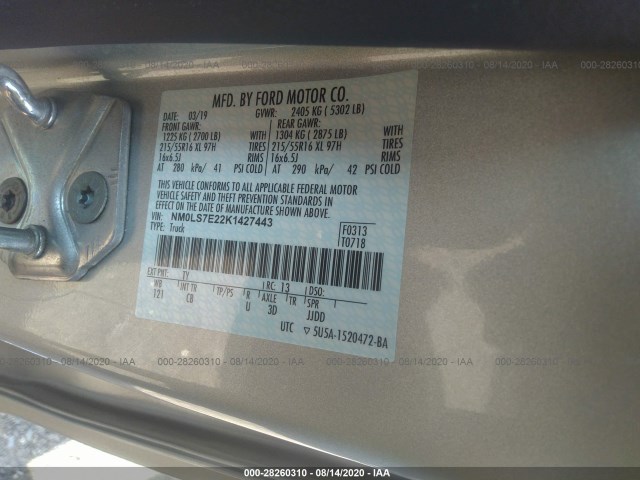 MFD. BY FORD MOTOR CO.
DATE: 03/19 GVWR: 2405 KG ( 5302 LB)
FRONT GAWR: REAR GAWR:
1225 KG ( 2700 LB) WITH 1304 KG ( 2875 LB) WITH
215/55R16 XL 97H TIRES 215/55R16 XL 97H TIRES
16x6.5J RIMS 16x6.5J RIMS
AT 280 kPa/ 41 PSI COLD AT 290 kPa/ 42 PSI COLD
THIS VEHICLE CONFORMS TO ALL APPLICABLE FEDERAL MOTOR
VEHICLE SAFETY AND THEFT PREVENTION STANDARDS IN
EFFECT ON THE DATE OF MANUFACTURE SHOWN ABOVE.
VIN: NM0LS7E22K1427443 F0313
TYPE: Truck T0718
EXT PNT: TY RC: 13 DSO:
WB INT TR TP/PS R AXLE TR SPR
121 CB U 3D JJDD
UTC ▽ 5U5A-1520472-BA
000-28260310 - 08/14/2020 - IAA